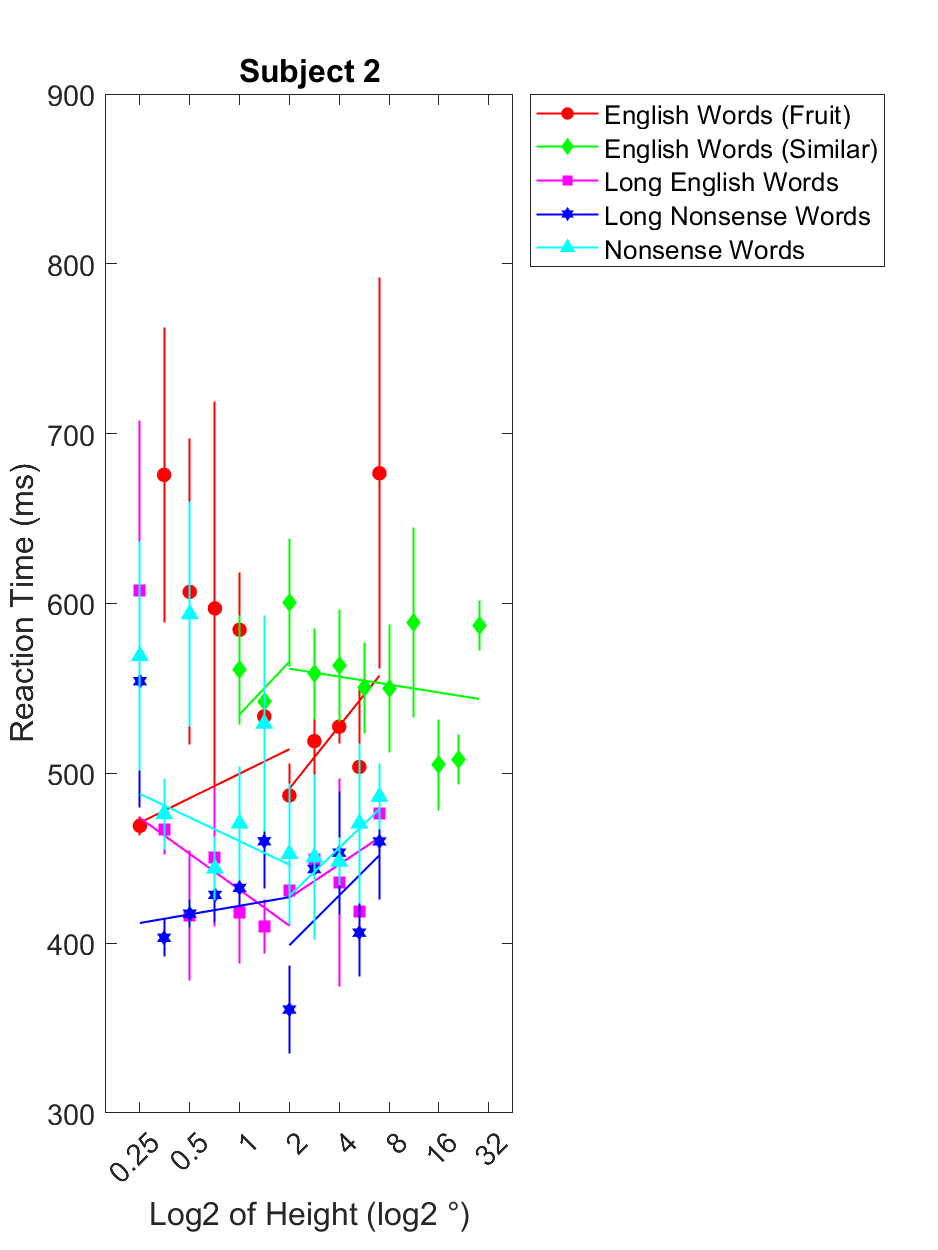 Subject 2
900
800
700
600
500
400
300
Reaction Time (ms)
0.25
0.5
1
2
4
8
16
32
Log2 of Height (log2 °)
English Words (Fruit)
English Words (Similar)
Long English Words
Long Nonsense Words
Nonsense Words